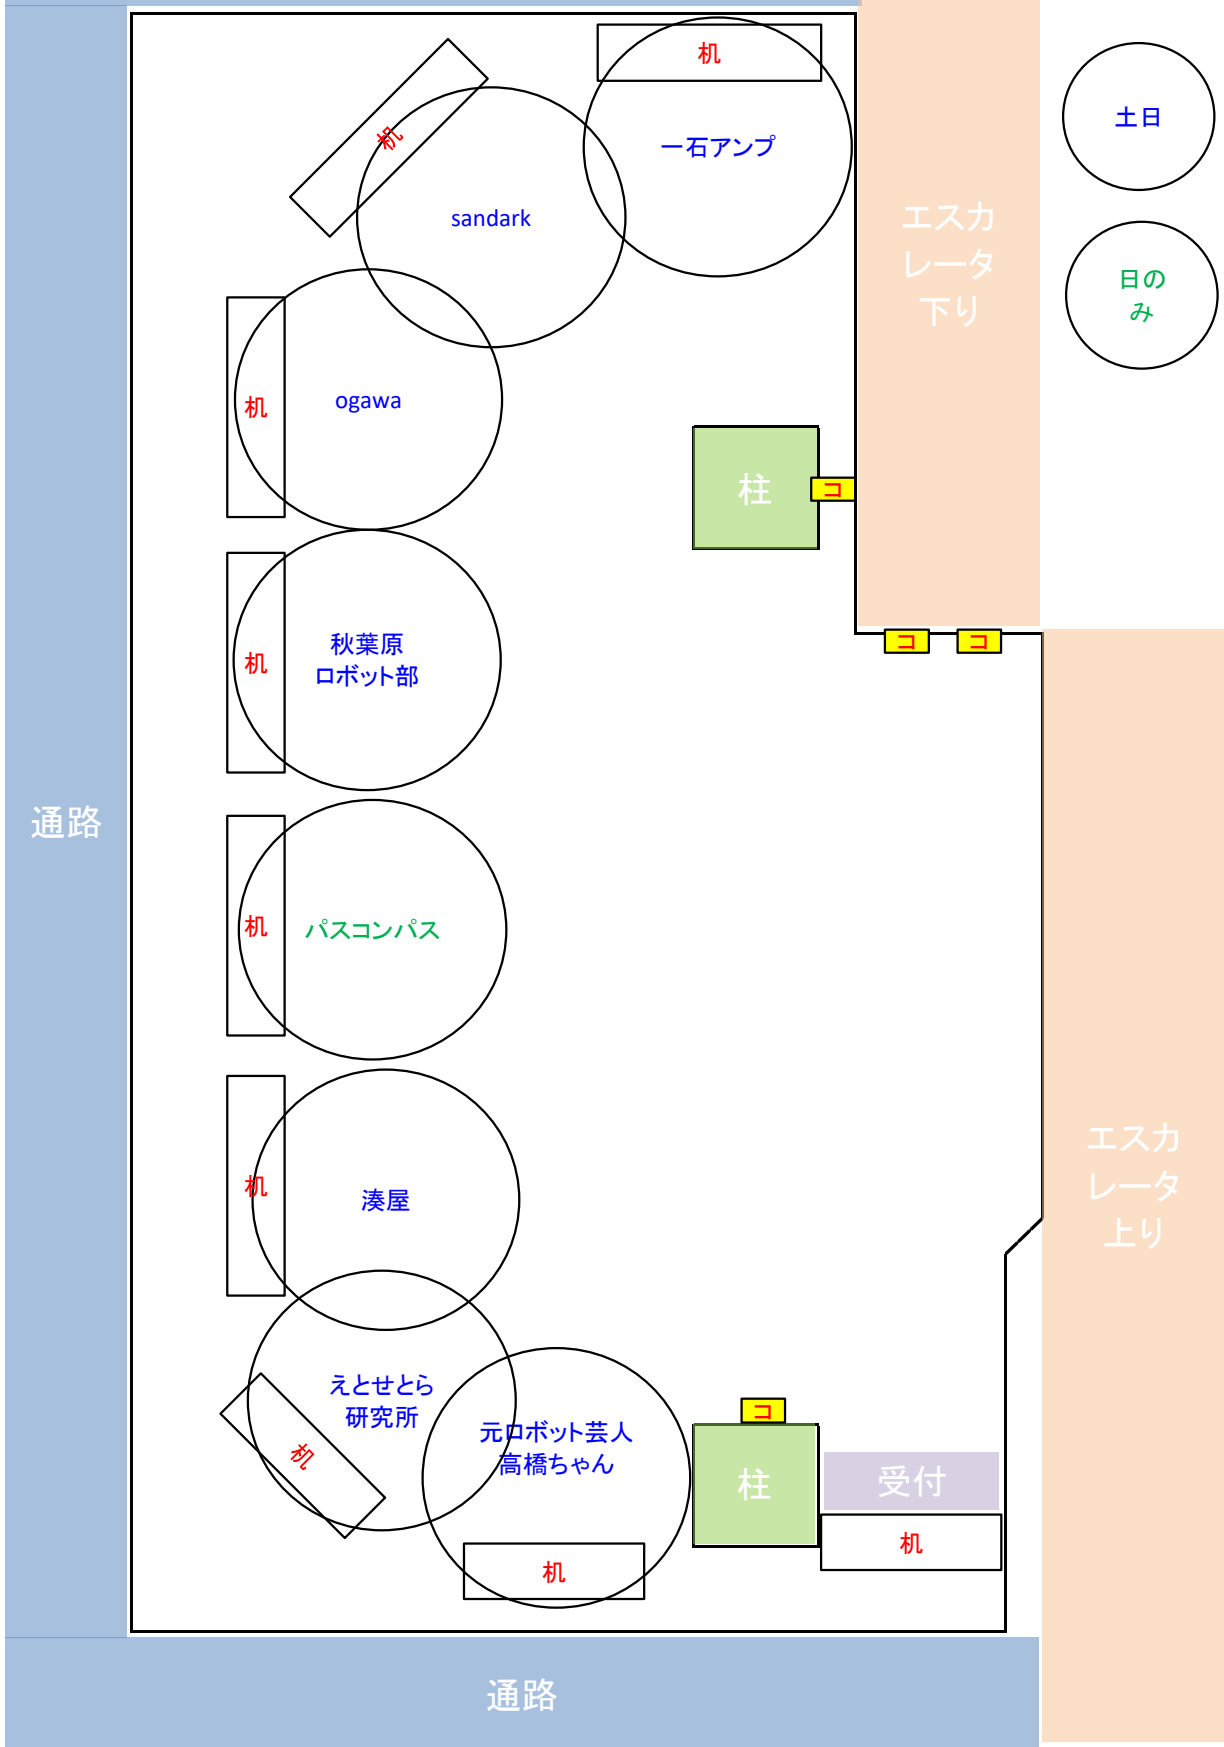 机
一石アンプ
土日
机
sandark
エスカ
レータ
下り
日の
み
机
ogawa
柱
コ
机
秋葉原
ロボット部
コ
コ
通路
机
パスコンパス
エスカ
レータ
上り
机
湊屋
えとせとら
研究所
机
元ロボット芸人
高橋ちゃん
机
コ
柱
受付
机
通路